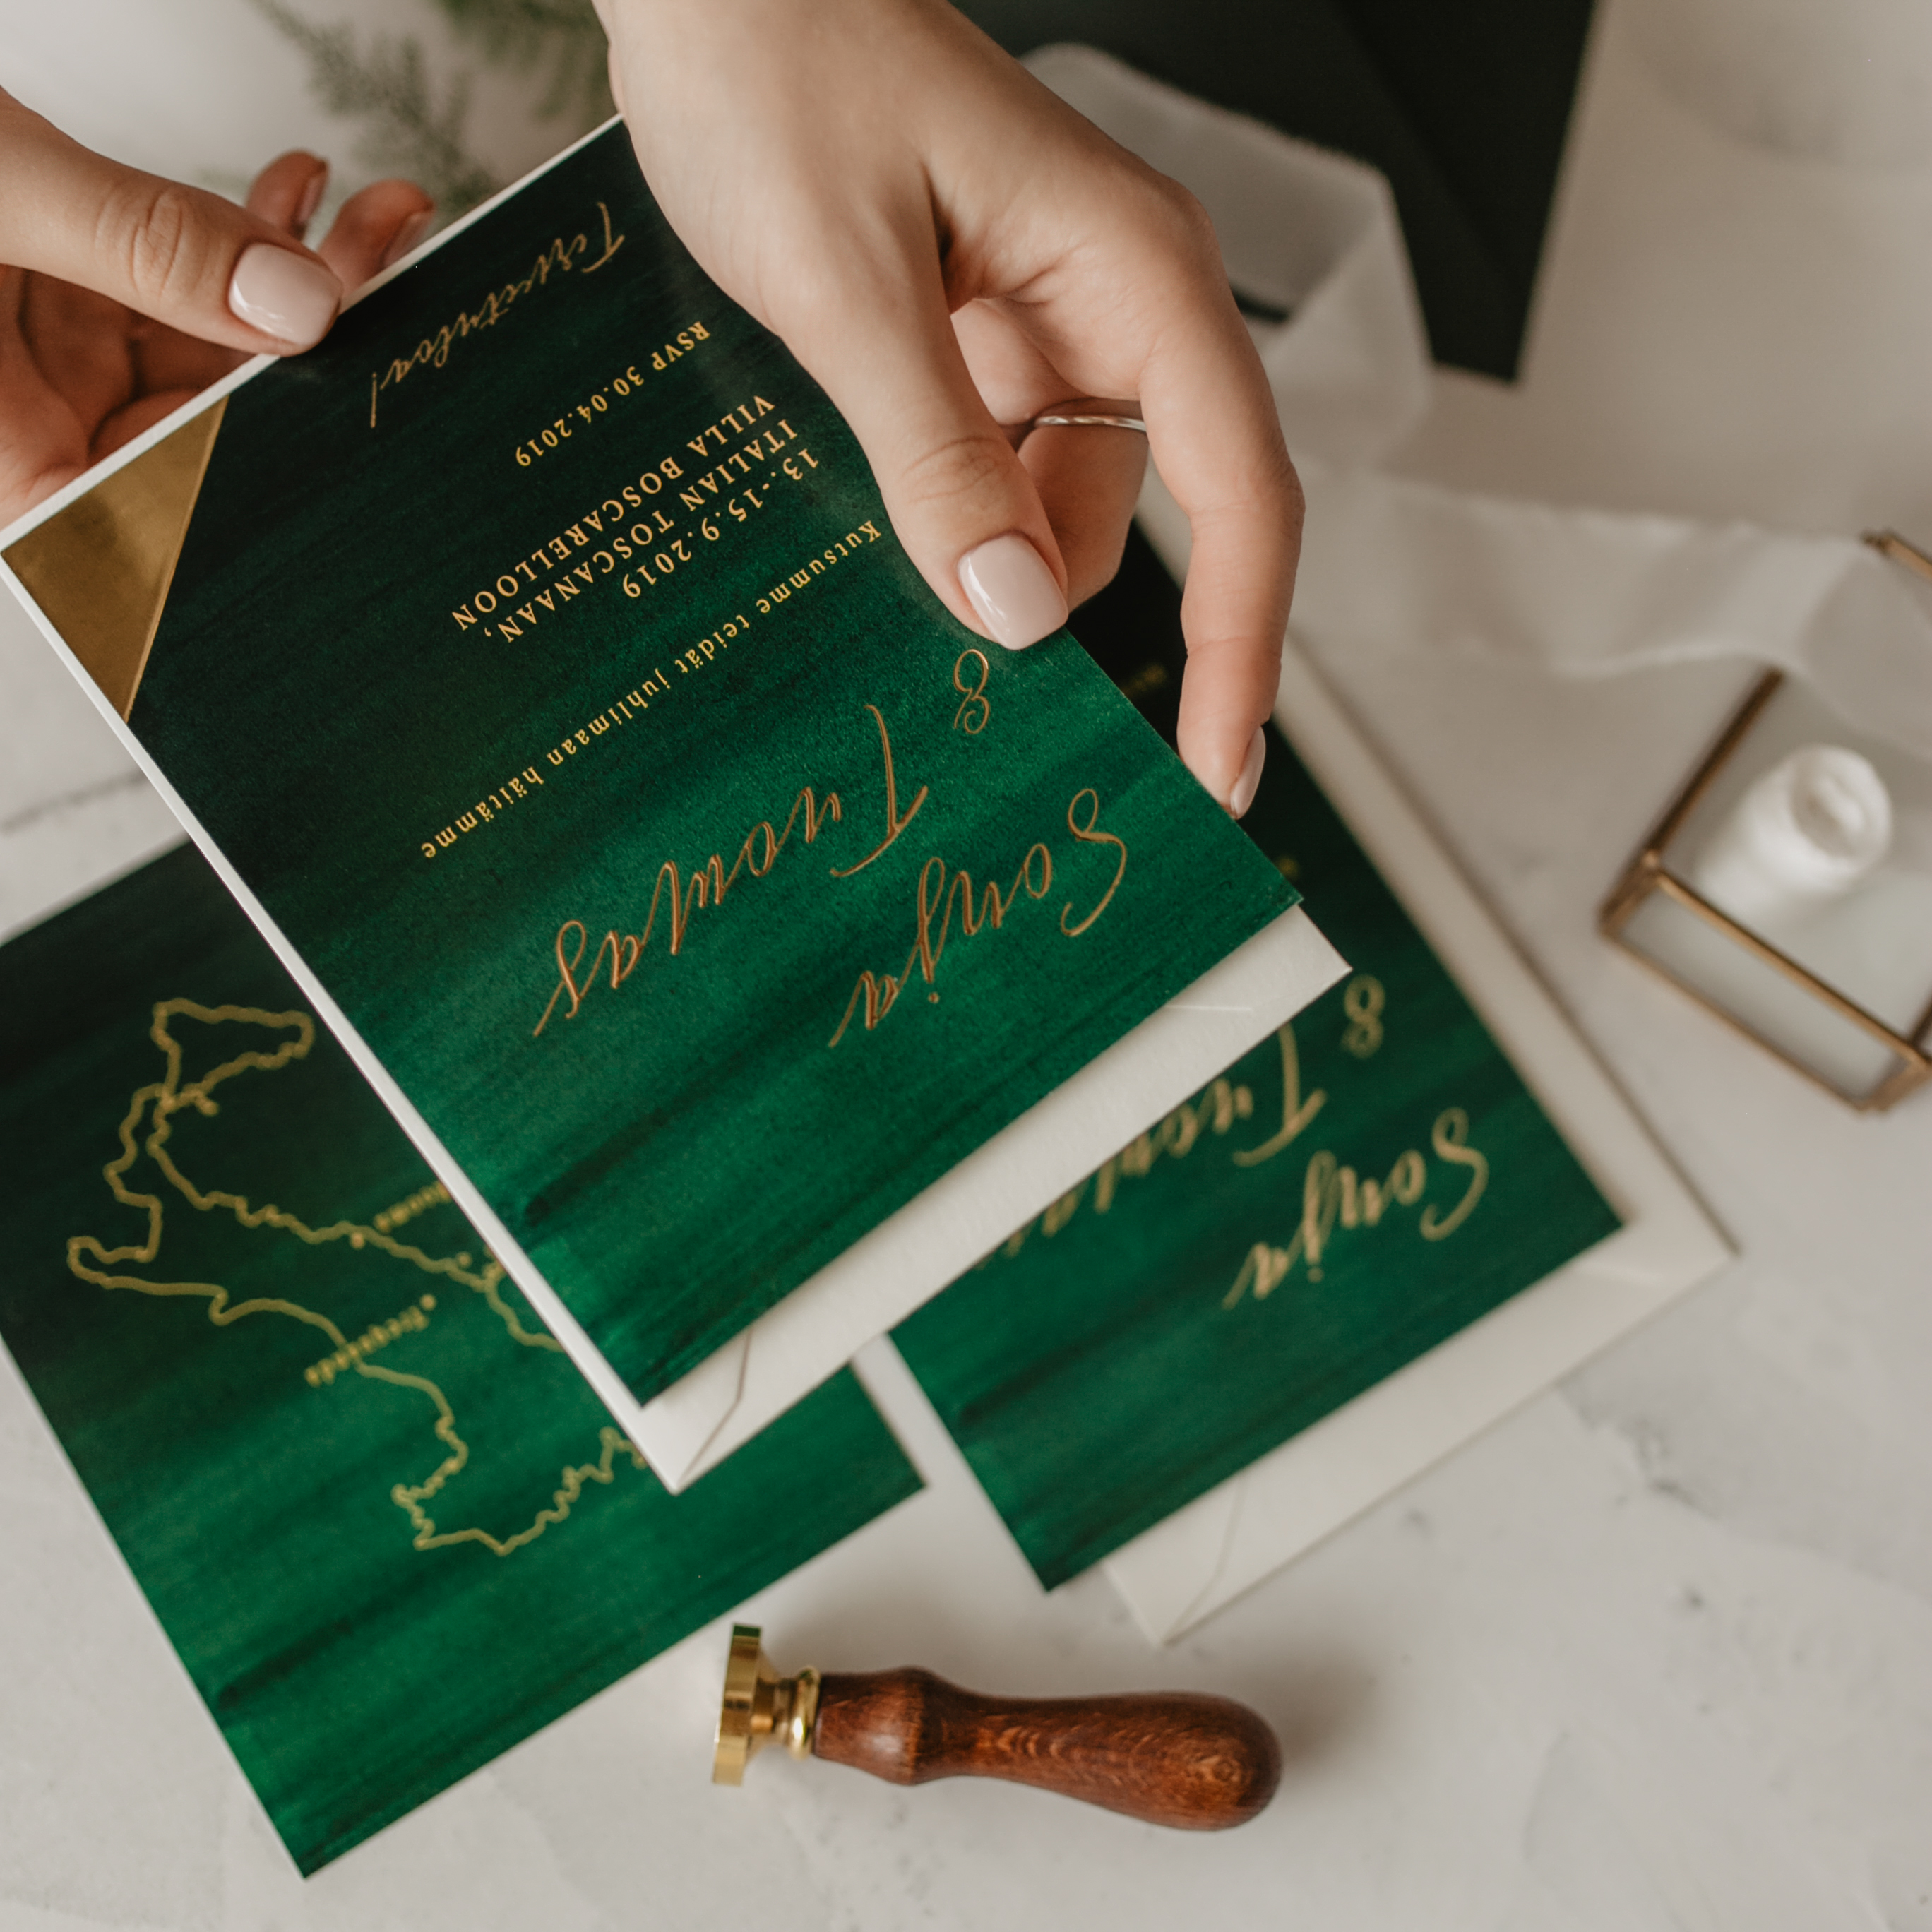 Sonja
& Tuomas
Kutsumme teidät juhlimaan häitämme
13.-15.9.2019
ITALIAN TOSCANAAN,
VILLA BOSCARELLOON
RSVP 30.04.2019
Tervetuloa!
Sonja
&
Trequanda